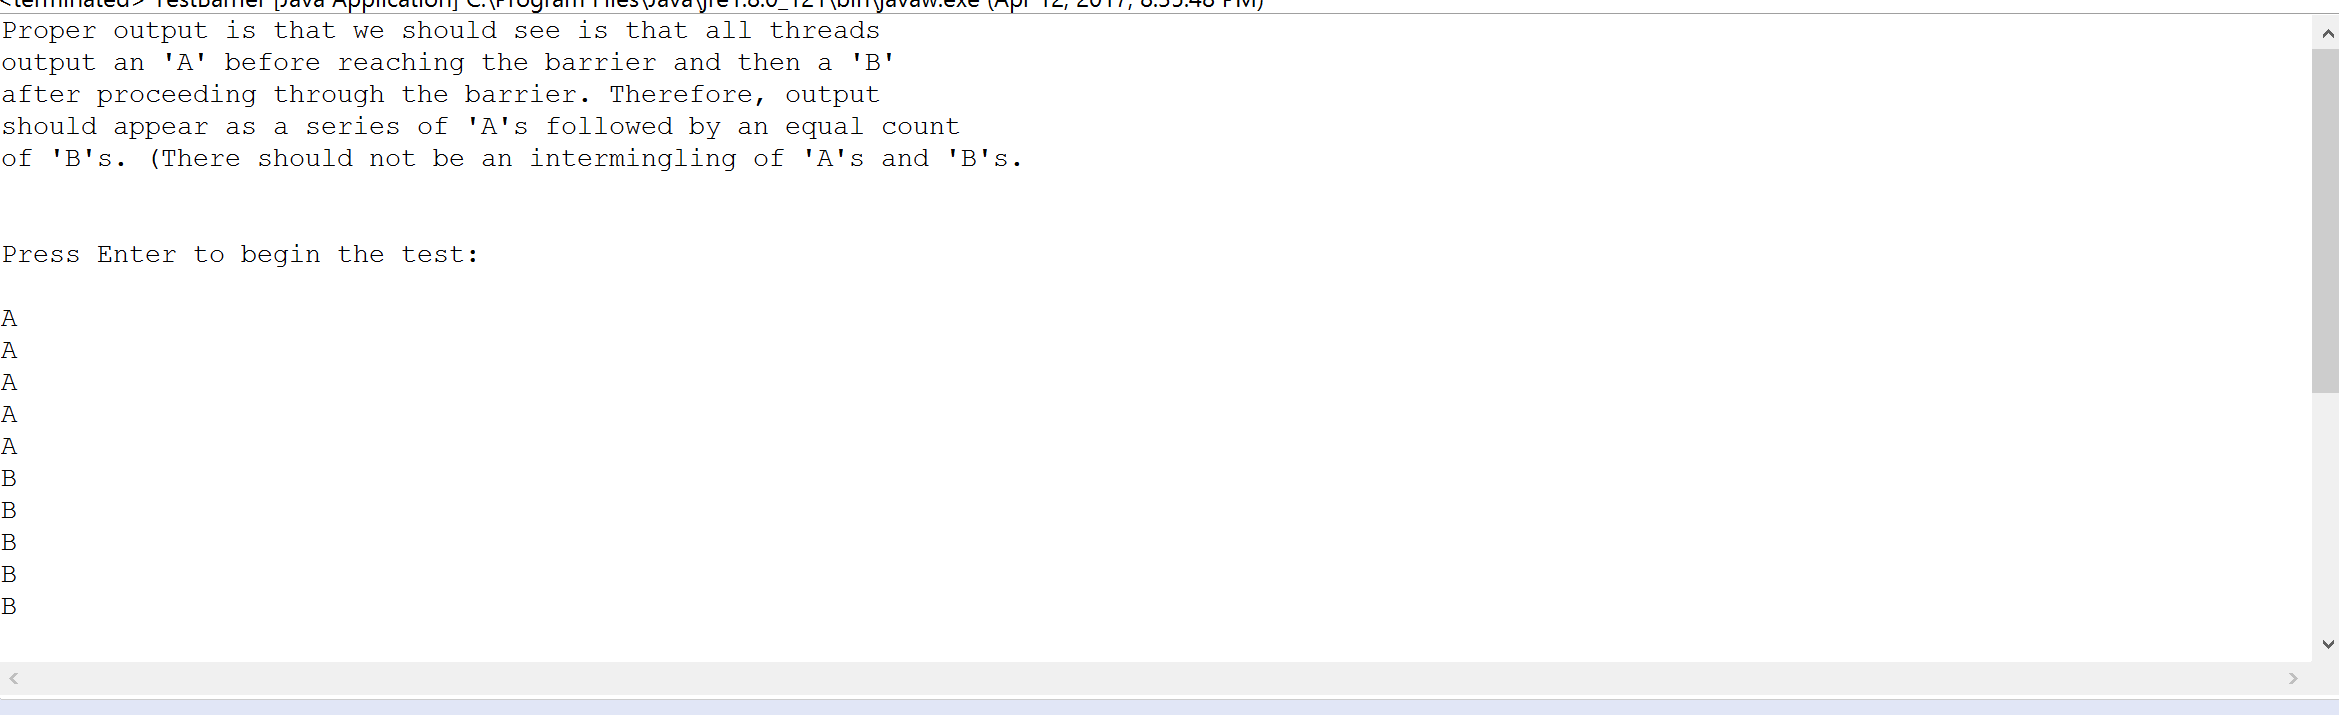 <terminated> TestBarrier [Java Application] C:\Program Files\Java\jre1.8.0_121\bin\javaw.exe (Apr 12, 2017, PM)
Proper output is that we should see is that all threads
output an 'A' before reaching the barrier and then a 'B'
after proceeding through the barrier. Therefore, output
should appear as a series of 'A's followed by an equal count
of 'B's. (There should not be an intermingling of 'A's and 'B's.
Press Enter to begin the test:
A
A
A
A
A
B
B
B
B
B